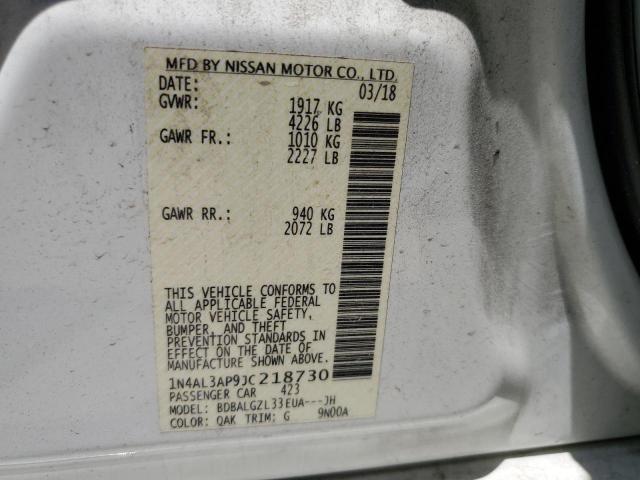 MFD BY NISSAN MOTOR CO., LTD.
DATE: 03/18
GVWR: 1917 KG
4226 LB
GAWR FR.: 1010 KG
2227 LB
GAWR RR.: 940 KG
2072 LB
THIS VEHICLE CONFORMS TO
ALL APPLICABLE FEDERAL
MOTOR VEHICLE SAFETY,
BUMPER, AND THEFT
PREVENTION STANDARDS IN
EFFECT ON THE DATE OF
MANUFACTURE SHOWN ABOVE.
1N4AL3AP9JC218730
PASSENGER CAR 423
MODEL: BDBALGZL33EUA---JH
COLOR: QAK TRIM: G 9N00A